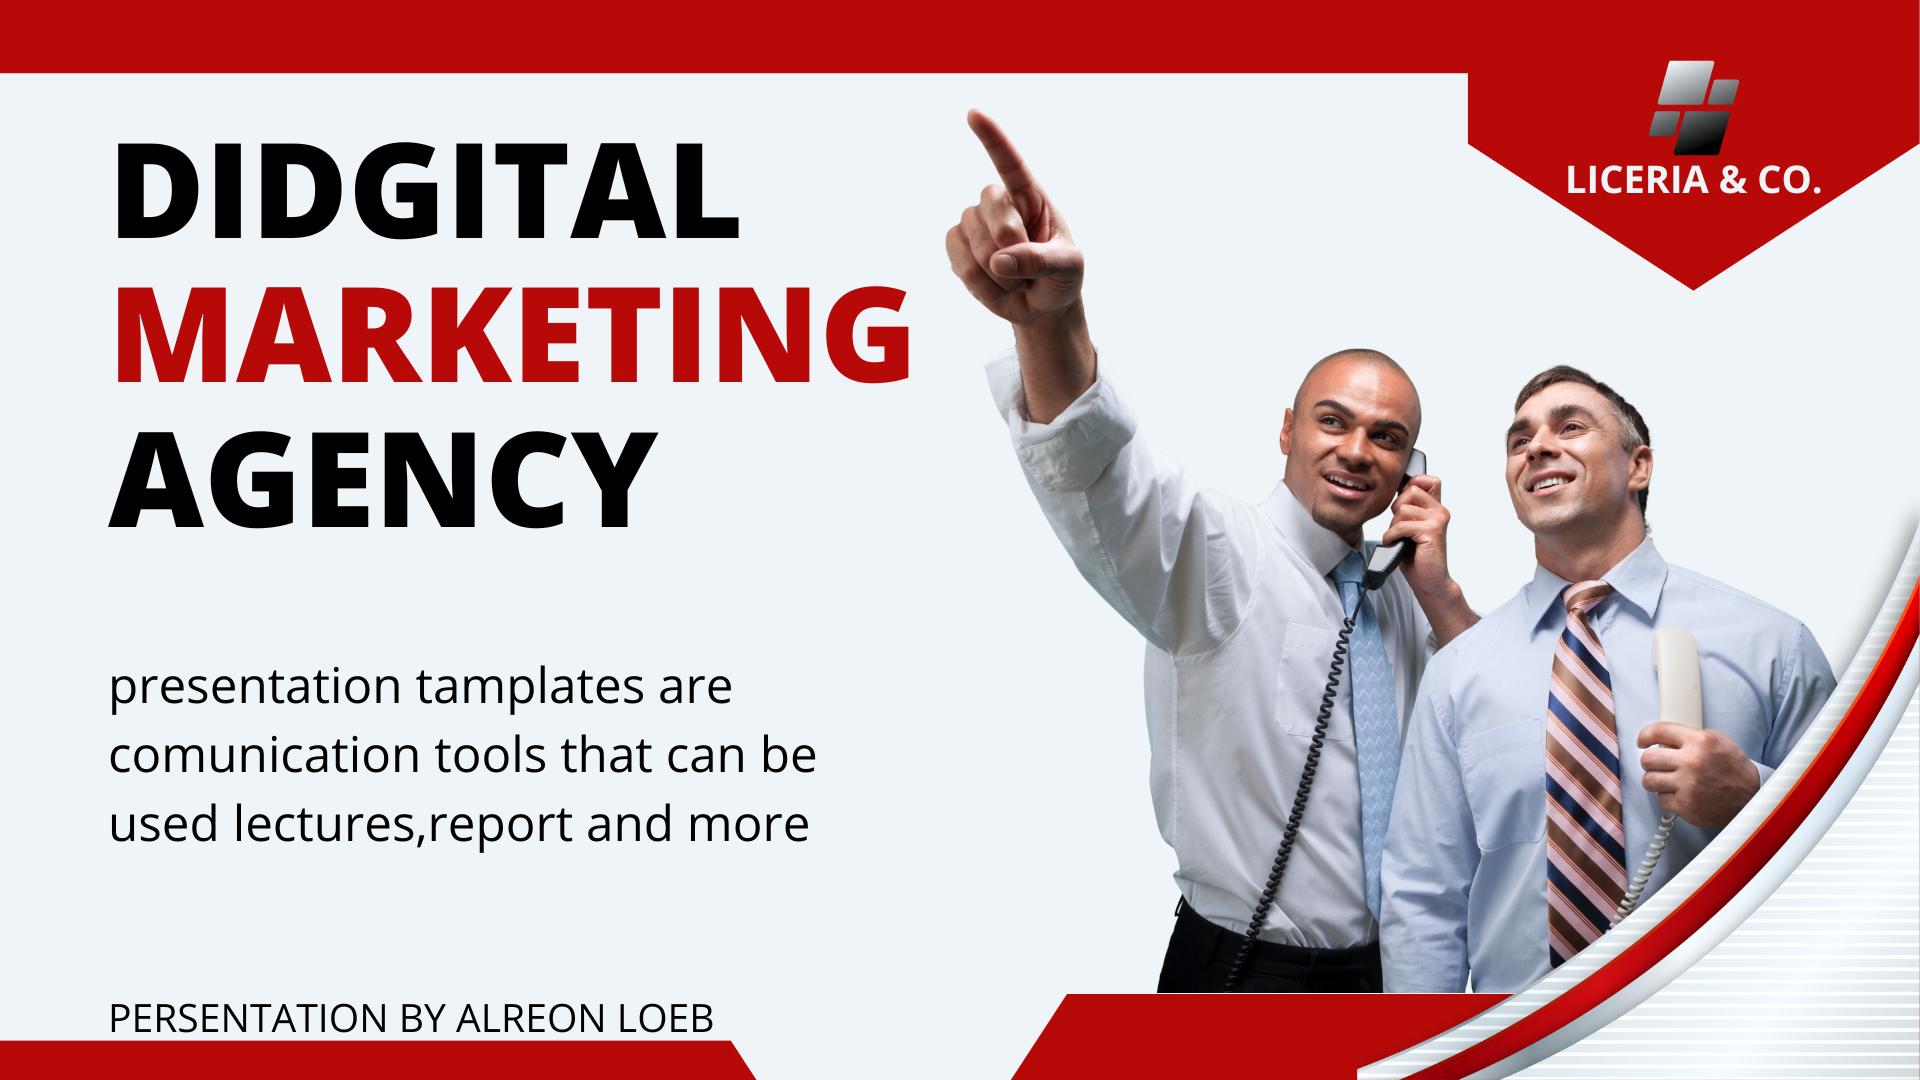 LICERIA & CO.
DIDGITAL
MARKETING
AGENCY
presentation tamplates are
comunication tools that can be
used lectures,report and more
PERSENTATION BY ALREON LOEB